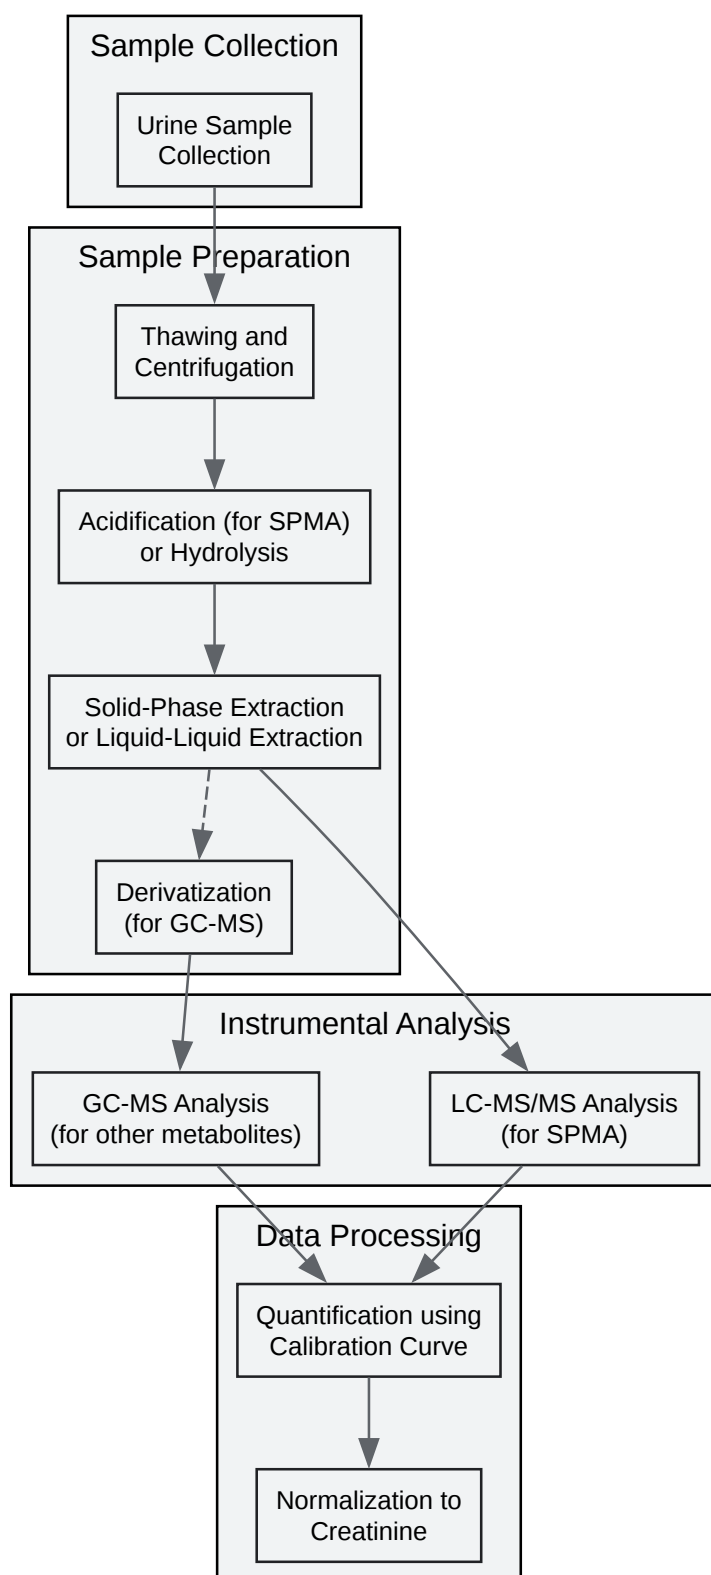 Sample Collection
Urine Sample
Collection
Sample Preparation
Thawing and
Centrifugation
Acidification (for SPMA)
or Hydrolysis
Solid-Phase Extraction
or Liquid-Liquid Extraction
Derivatization
(for GC-MS)
Instrumental Analysis
GC-MS Analysis
(for other metabolites)
LC-MS/MS Analysis
(for SPMA)
Data Processing
Quantification using
Calibration Curve
Normalization to
Creatinine